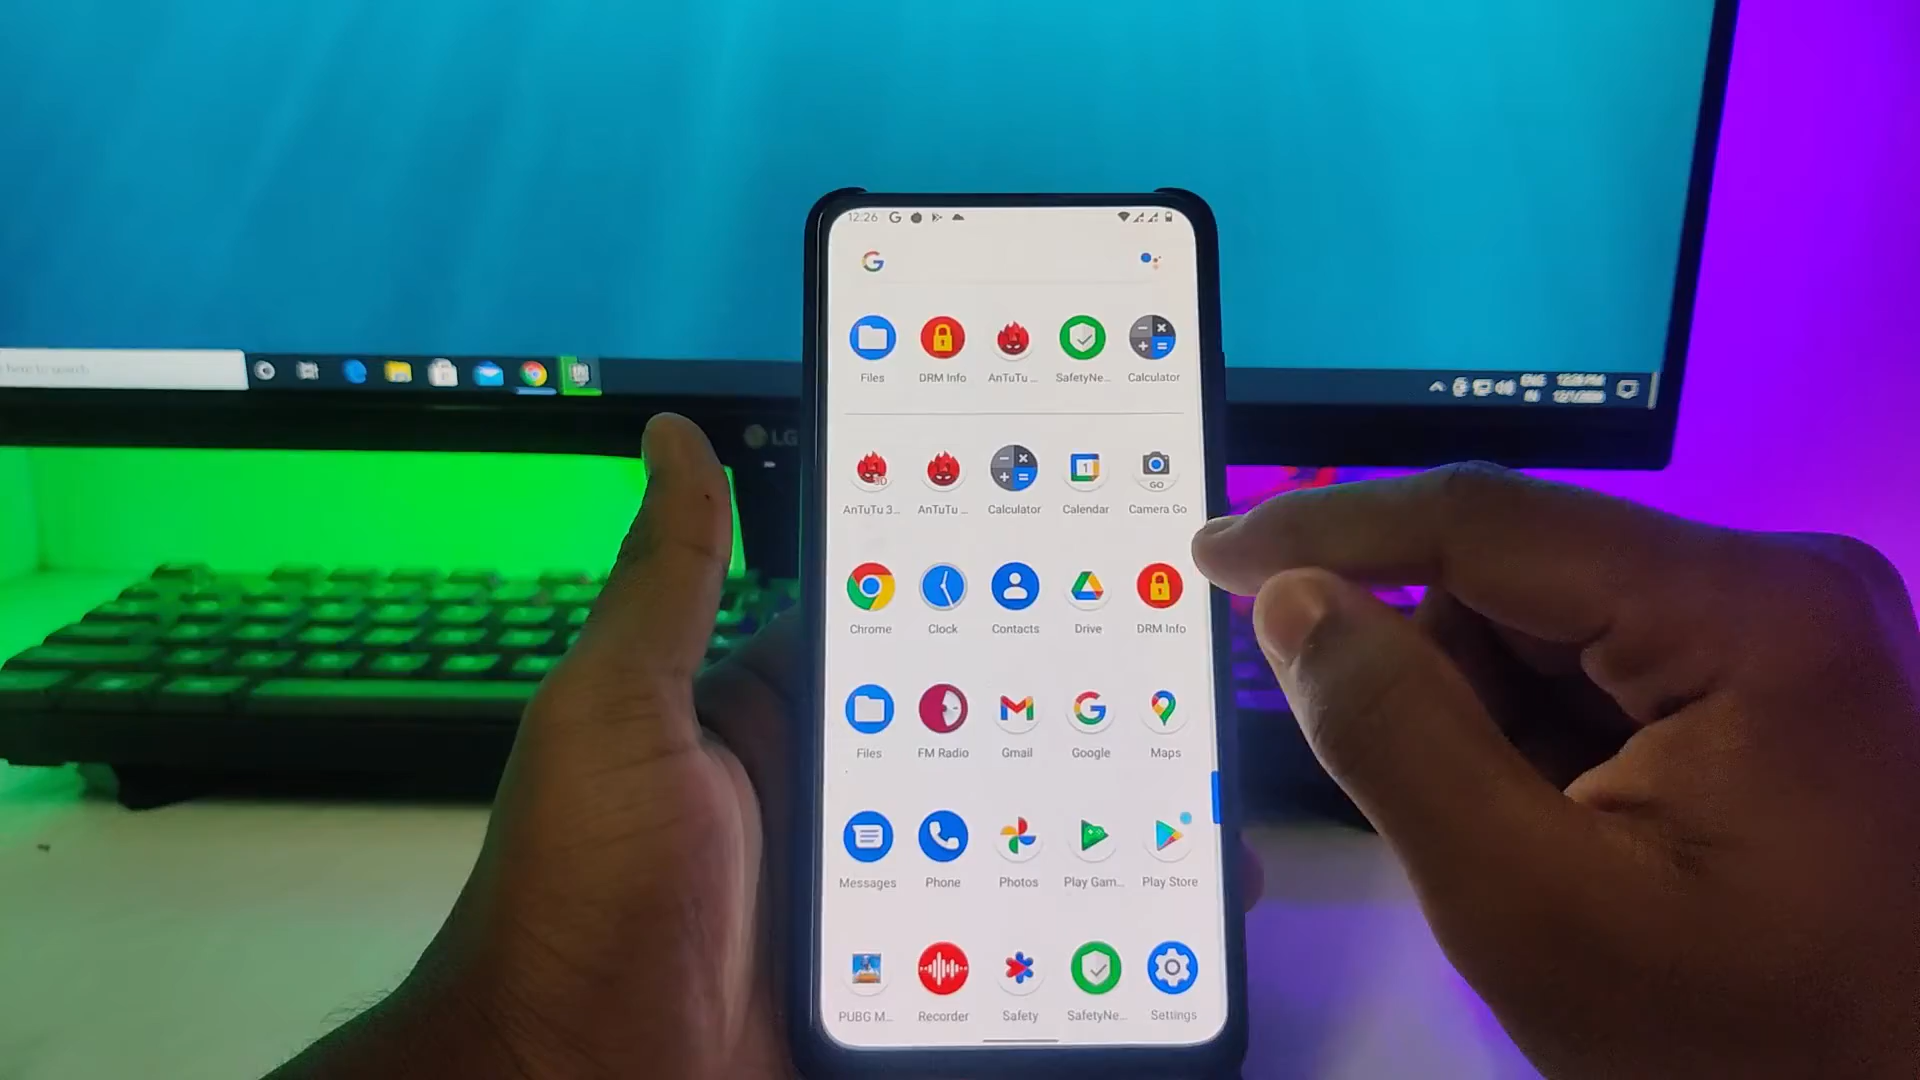 12:26
Files DRM Info AnTuTu ... SafetyNe... Calculator
LG
AnTuTu 3... AnTuTu ... Calculator Calendar Camera Go
Chrome Clock Contacts Drive DRM Info
Files FM Radio Gmail Google Maps
Messages Phone Photos Play Gam... Play Store
PUBG M... Recorder Safety SafetyNe... Settings